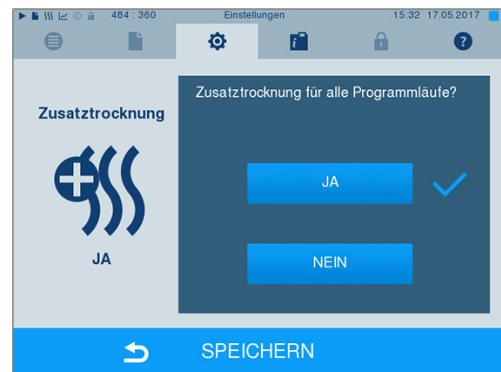 484 : 360 Einstellungen 15:32 17.05.2017
Zusatztrocknung für alle Programmläufe?
Zusatztrocknung
JA
JA
NEIN
SPEICHERN